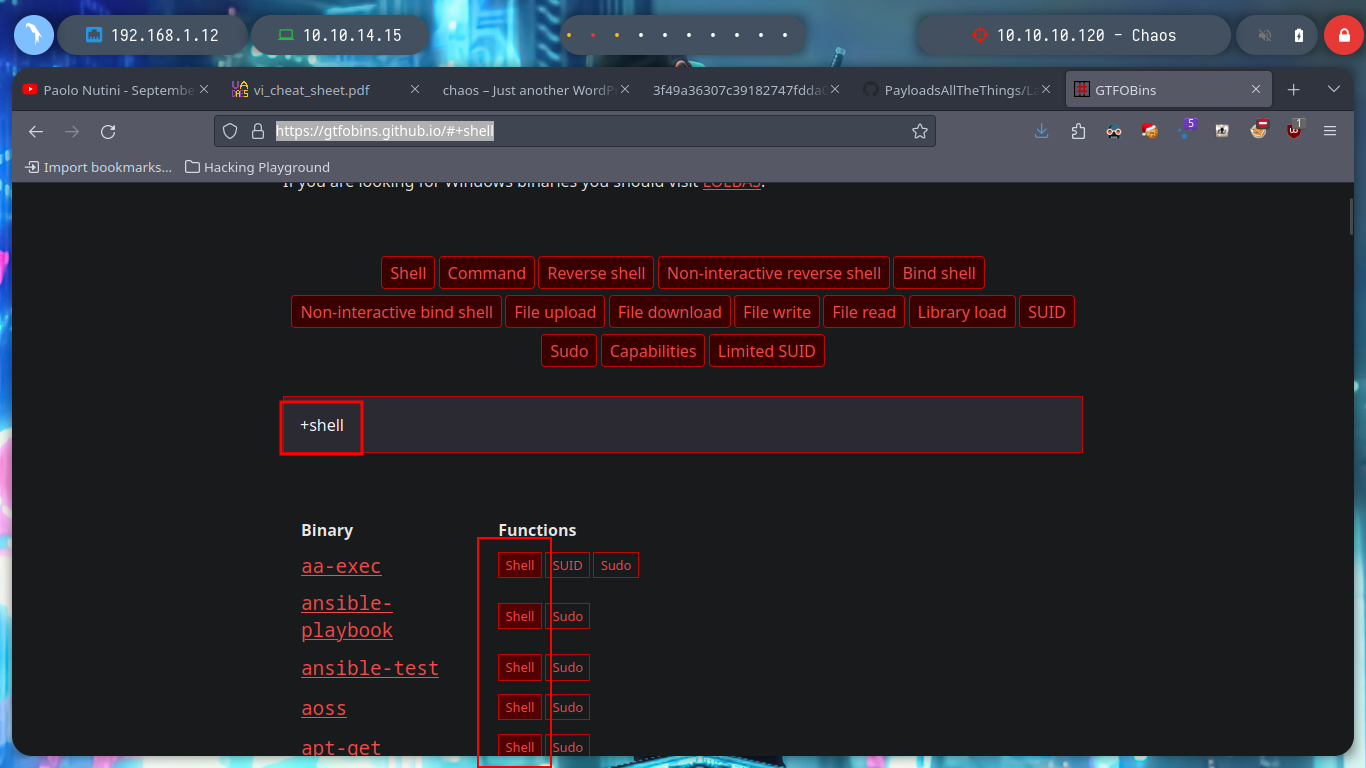 192.168.1.12 10.10.14.15 10.10.10.120 - Chaos
Paolo Nutini - Septembe vi_cheat_sheet.pdf chaos – Just another WordP 3f49a36307c39182747fdda PayloadsAllTheThings/L GTFOBins
https://gtfobins.github.io/#+shell 5 1
Import bookmarks... Hacking Playground
If you are looking for Windows binaries you should visit LOLBAS.
Shell Command Reverse shell Non-interactive reverse shell Bind shell
Non-interactive bind shell File upload File download File write File read Library load SUID
Sudo Capabilities Limited SUID
+shell
Binary Functions
aa-exec Shell SUID Sudo
ansible-
playbook Shell Sudo
ansible-test Shell Sudo
aoss Shell Sudo
apt-get Shell Sudo